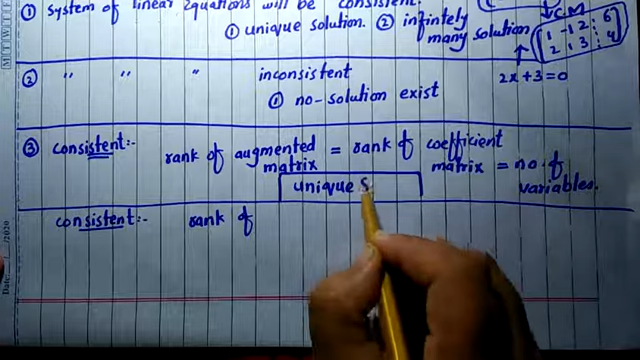 ① System of linear Equations will be consistent.
① unique solution. ② infintely
many solution
C.M
1 -1 2 : 6
2 1 3 : 4
2x+3=0
② " " " inconsistent
① no-solution exist
③ consistent:- rank of augmented = rank of coefficient
matrix matrix = no. of
variables.
unique s
consistent:- rank of
Date: /2020
M T W T F S